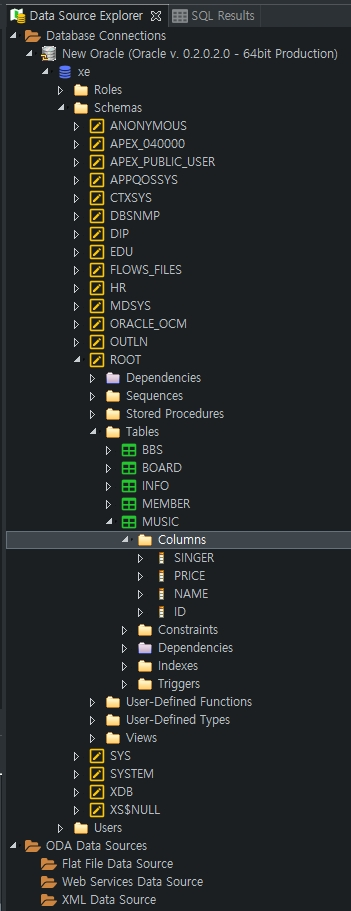 Data Source Explorer SQL Results
Database Connections
New Oracle (Oracle v. 0.2.0.2.0 - 64bit Production)
xe
Roles
Schemas
ANONYMOUS
APEX_040000
APEX_PUBLIC_USER
APPQOSSYS
CTXSYS
DBSNMP
DIP
EDU
FLOWS_FILES
HR
MDSYS
ORACLE_OCM
OUTLN
ROOT
Dependencies
Sequences
Stored Procedures
Tables
BBS
BOARD
INFO
MEMBER
MUSIC
Columns
SINGER
PRICE
NAME
ID
Constraints
Dependencies
Indexes
Triggers
User-Defined Functions
User-Defined Types
Views
SYS
SYSTEM
XDB
XS$NULL
Users
ODA Data Sources
Flat File Data Source
Web Services Data Source
XML Data Source